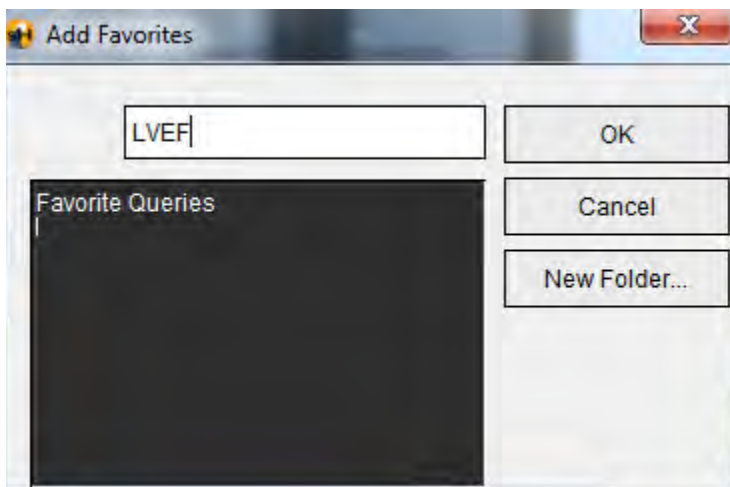 Add Favorites
LVEF
OK
Favorite Queries
Cancel
New Folder...